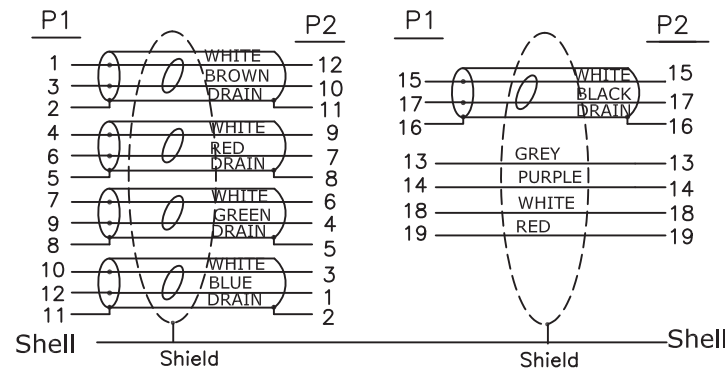 P1 P2
1 WHITE 12
3 BROWN 10
2 DRAIN 11
4 WHITE 9
6 RED 7
5 DRAIN 8
7 WHITE 6
9 GREEN 4
8 DRAIN 5
10 WHITE 3
12 BLUE 1
11 DRAIN 2
P1 P2
15 WHITE 15
17 BLACK 17
16 DRAIN 16
13 GREY 13
14 PURPLE 14
18 WHITE 18
19 RED 19
Shell Shell
Shield Shield